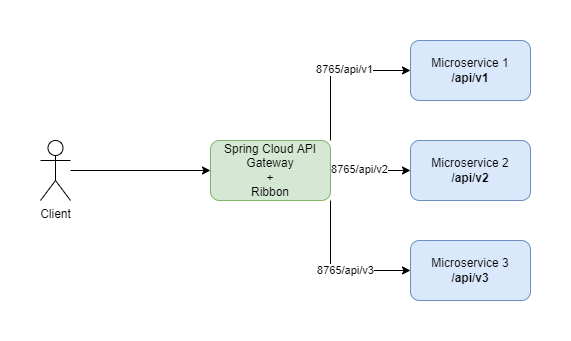 8765/api/v1
Microservice 1
/api/v1
Spring Cloud API
Gateway
+
Ribbon
8765/api/v2
Microservice 2
/api/v2
Client
8765/api/v3
Microservice 3
/api/v3